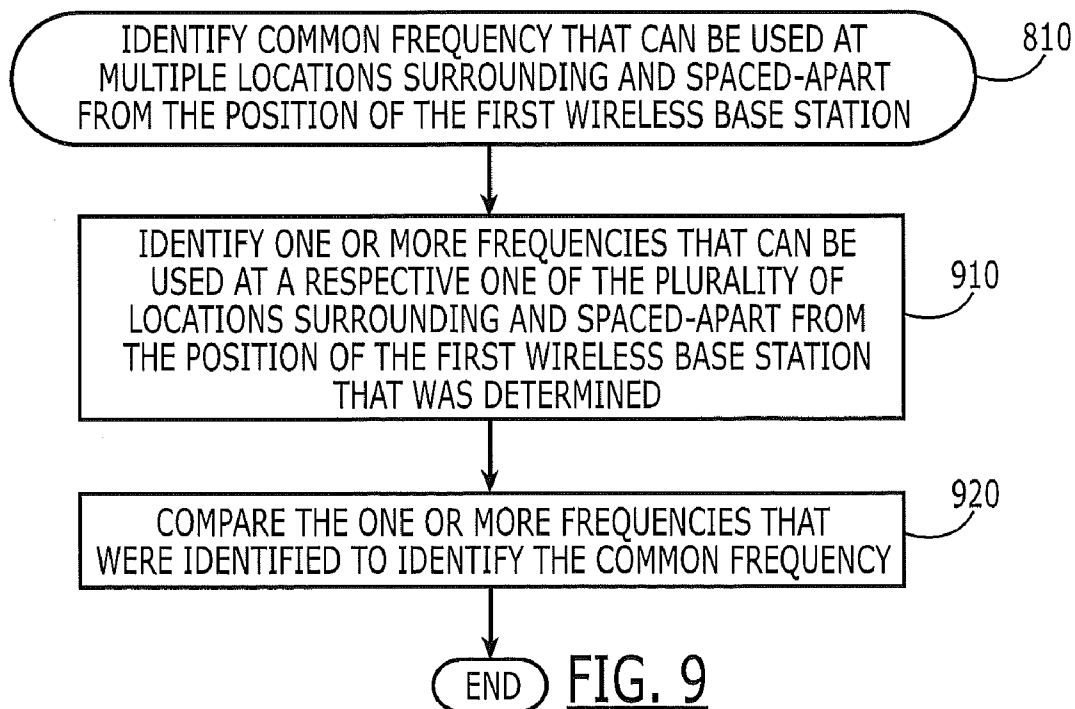 IDENTIFY COMMON FREQUENCY THAT CAN BE USED AT
MULTIPLE LOCATIONS SURROUNDING AND SPACED-APART
FROM THE POSITION OF THE FIRST WIRELESS BASE STATION
810
IDENTIFY ONE OR MORE FREQUENCIES THAT CAN BE
USED AT A RESPECTIVE ONE OF THE PLURALITY OF
LOCATIONS SURROUNDING AND SPACED-APART FROM
THE POSITION OF THE FIRST WIRELESS BASE STATION
THAT WAS DETERMINED
910
COMPARE THE ONE OR MORE FREQUENCIES THAT
WERE IDENTIFIED TO IDENTIFY THE COMMON FREQUENCY
920
END
FIG. 9